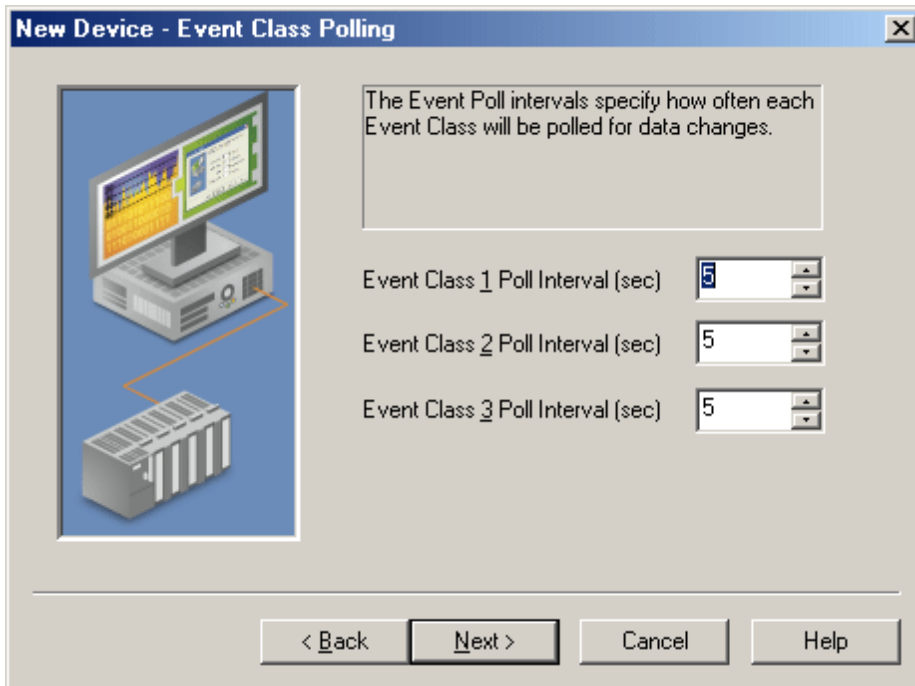 New Device - Event Class Polling
The Event Poll intervals specify how often each
Event Class will be polled for data changes.
Event Class 1 Poll Interval (sec) 5
Event Class 2 Poll Interval (sec) 5
Event Class 3 Poll Interval (sec) 5
< Back Next > Cancel Help